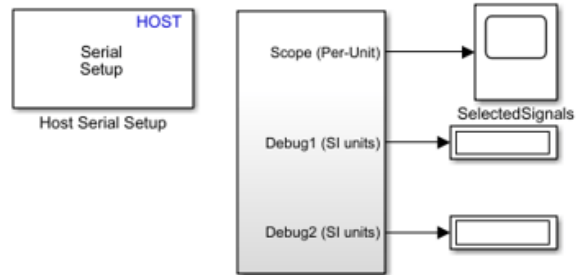 HOST
Serial
Setup
Host Serial Setup
Scope (Per-Unit)
SelectedSignals
Debug1 (SI units)
Debug2 (SI units)